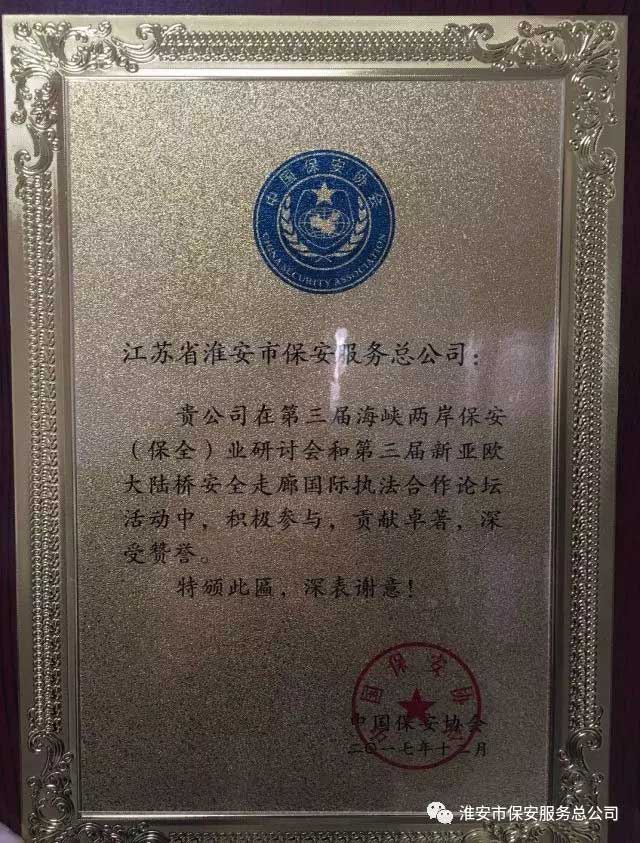 中国保安协会
CHINA SECURITY ASSOCIATION
江苏省淮安市保安服务总公司：
贵公司在第三届海峡两岸保安
（保全）业研讨会和第三届新亚欧
大陆桥安全走廊国际执法合作论坛
活动中，积极参与，贡献卓著，深
受赞誉。
特颁此匾，深表谢意！
中国保安协会
中国保安协会
二〇一七年十二月
淮安市保安服务总公司